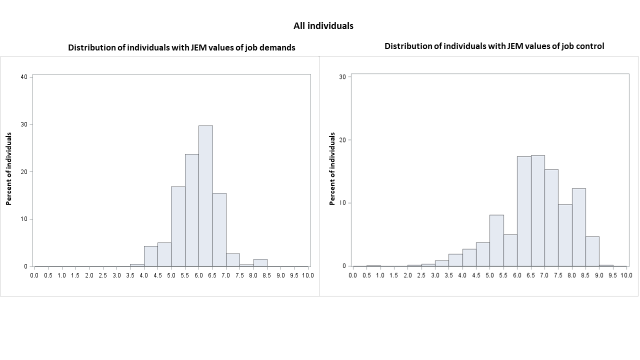 All individuals
Distribution of individuals with JEM values of job demands
Distribution of individuals with JEM values of job control
Percent of individuals
40
30
20
10
0
0.0 0.5 1.0 1.5 2.0 2.5 3.0 3.5 4.0 4.5 5.0 5.5 6.0 6.5 7.0 7.5 8.0 8.5 9.0 9.5 10.0
Percent of individuals
30
20
10
0
0.0 0.5 1.0 1.5 2.0 2.5 3.0 3.5 4.0 4.5 5.0 5.5 6.0 6.5 7.0 7.5 8.0 8.5 9.0 9.5 10.0